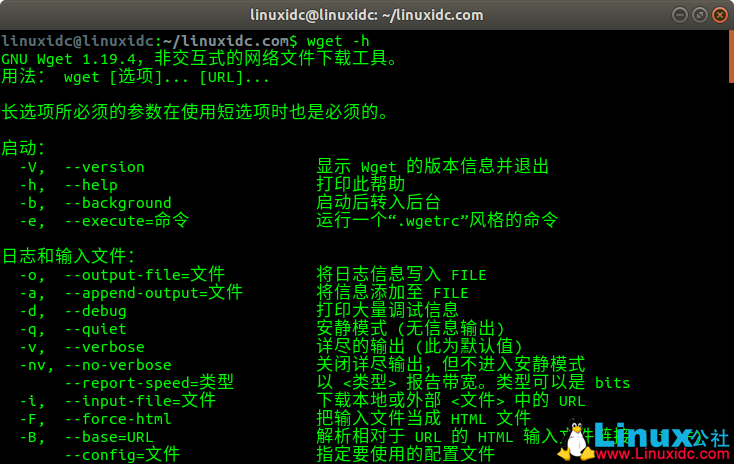 linuxidc@linuxidc: ~/linuxidc.com
linuxidc@linuxidc:~/linuxidc.com$ wget -h
GNU Wget 1.19.4，非交互式的网络文件下载工具。
用法： wget [选项]... [URL]...
长选项所必须的参数在使用短选项时也是必须的。
启动：
-V, --version 显示 Wget 的版本信息并退出
-h, --help 打印此帮助
-b, --background 启动后转入后台
-e, --execute=命令 运行一个“.wgetrc”风格的命令
日志和输入文件：
-o, --output-file=文件 将日志信息写入 FILE
-a, --append-output=文件 将信息添加至 FILE
-d, --debug 打印大量调试信息
-q, --quiet 安静模式 (无信息输出)
-v, --verbose 详尽的输出 (此为默认值)
-nv, --no-verbose 关闭详尽输出，但不进入安静模式
--report-speed=类型 以 <类型> 报告带宽。类型可以是 bits
-i, --input-file=文件 下载本地或外部 <文件> 中的 URL
-F, --force-html 把输入文件当成 HTML 文件
-B, --base=URL 解析相对于 URL 的 HTML 输入文件链接
--config=文件 指定要使用的配置文件
Linux公社
www.Linuxidc.com